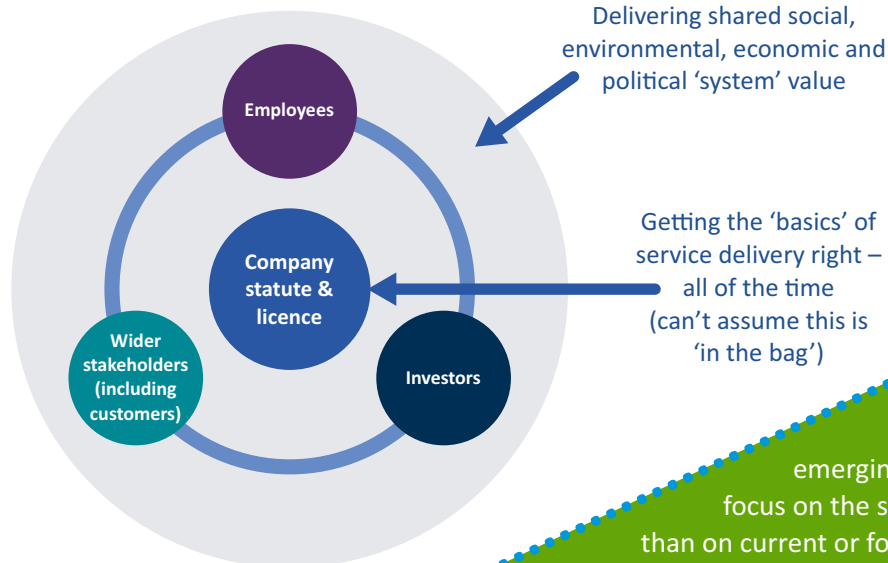 Delivering shared social,
environmental, economic and
political ‘system’ value
Employees
Getting the ‘basics’ of
service delivery right –
all of the time
(can’t assume this is
‘in the bag’)
Company
statute &
licence
Wider
stakeholders
(including
customers)
Investors
focus on the
than on current or